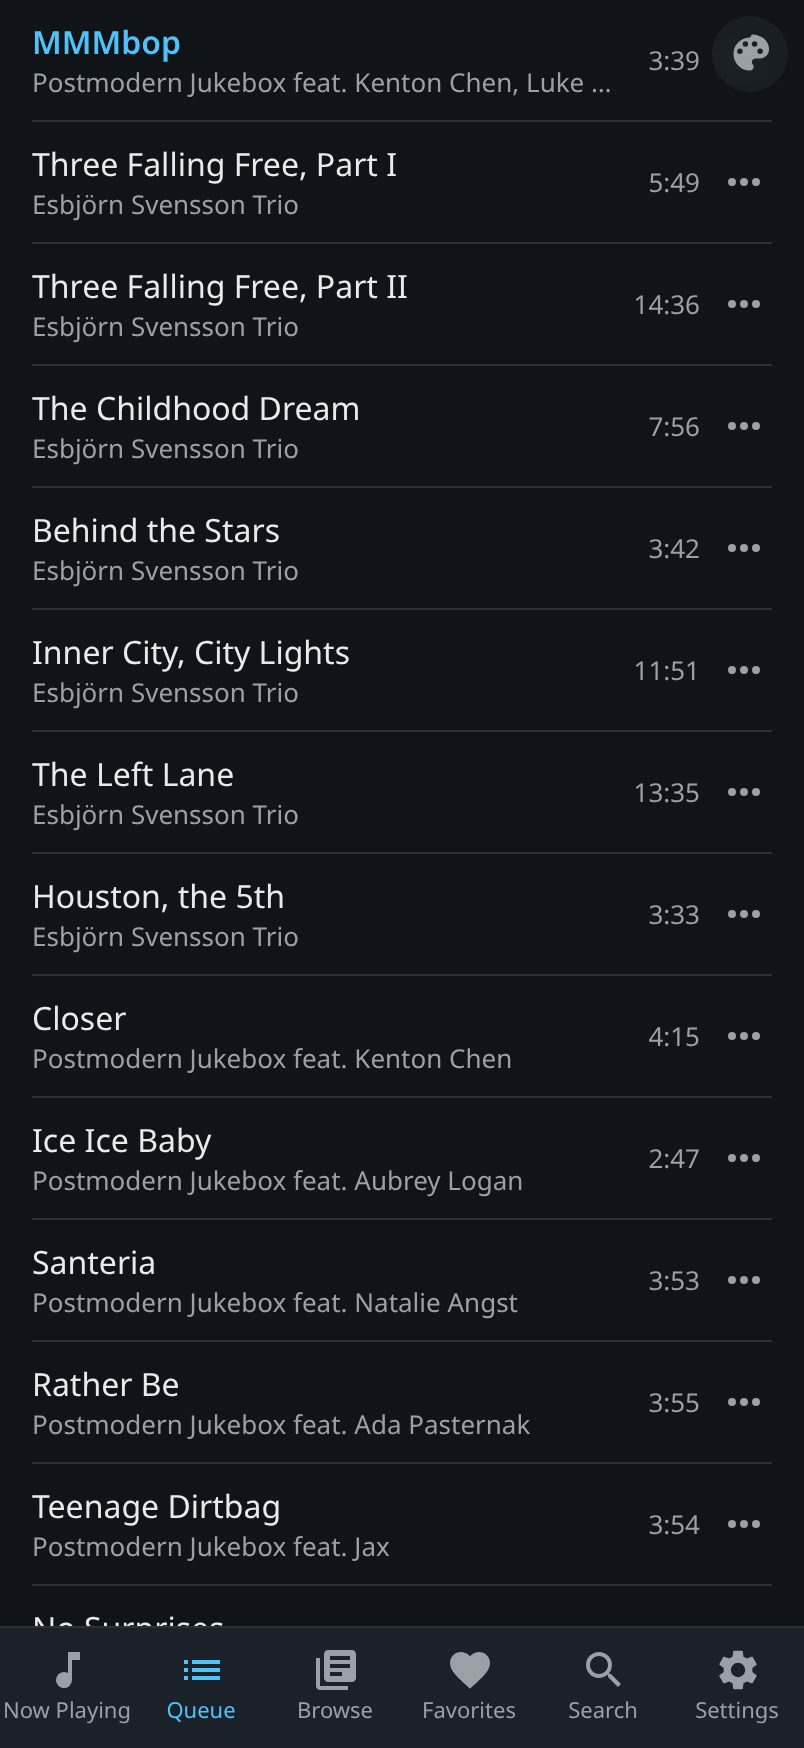 MMMbop
3:39
Postmodern Jukebox feat. Kenton Chen, Luke ...
Three Falling Free, Part I
5:49
Esbjörn Svensson Trio
Three Falling Free, Part II
14:36
Esbjörn Svensson Trio
The Childhood Dream
7:56
Esbjörn Svensson Trio
Behind the Stars
3:42
Esbjörn Svensson Trio
Inner City, City Lights
11:51
Esbjörn Svensson Trio
The Left Lane
13:35
Esbjörn Svensson Trio
Houston, the 5th
3:33
Esbjörn Svensson Trio
Closer
4:15
Postmodern Jukebox feat. Kenton Chen
Ice Ice Baby
2:47
Postmodern Jukebox feat. Aubrey Logan
Santeria
3:53
Postmodern Jukebox feat. Natalie Angst
Rather Be
3:55
Postmodern Jukebox feat. Ada Pasternak
Teenage Dirtbag
3:54
Postmodern Jukebox feat. Jax
No Surprises
Now Playing
Queue
Browse
Favorites
Search
Settings